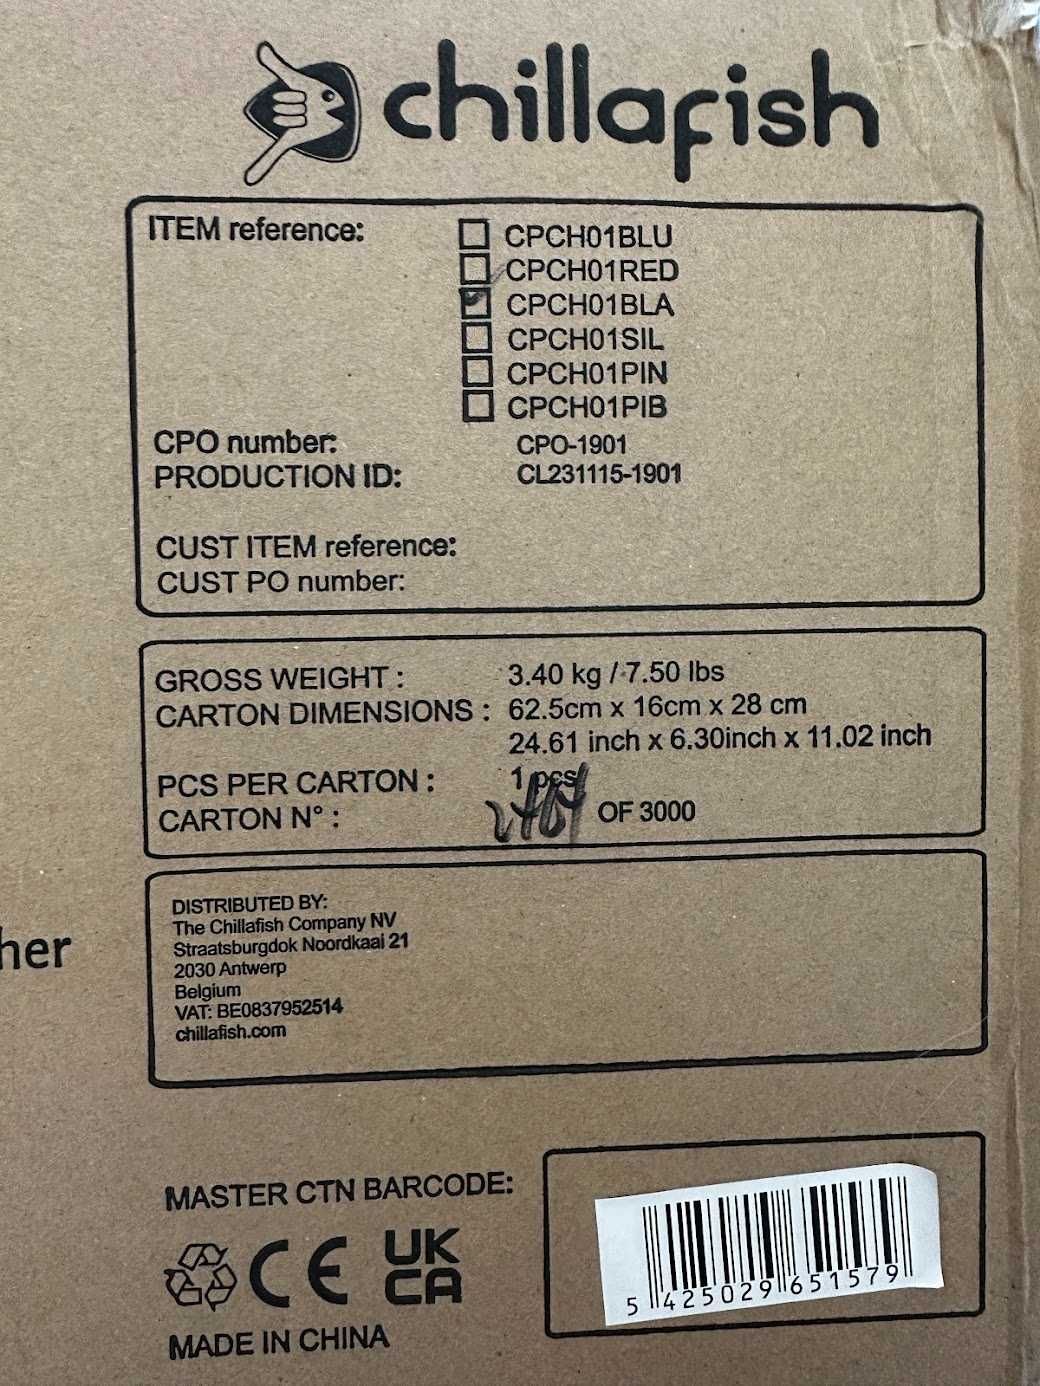 chillafish
ITEM reference:
CPCH01BLU
CPCH01RED
CPCH01BLA
CPCH01SIL
CPCH01PIN
CPCH01PIB
CPO number: CPO-1901
PRODUCTION ID: CL231115-1901
CUST ITEM reference:
CUST PO number:
GROSS WEIGHT : 3.40 kg / 7.50 lbs
CARTON DIMENSIONS : 62.5cm x 16cm x 28 cm
24.61 inch x 6.30inch x 11.02 inch
PCS PER CARTON : 1 pcs
CARTON N° : OF 3000
her
DISTRIBUTED BY:
The Chillafish Company NV
Straatsburgdok Noordkaai 21
2030 Antwerp
Belgium
VAT: BE0837952514
chillafish.com
MASTER CTN BARCODE:
CE UK
CA
MADE IN CHINA
5 425029 651579